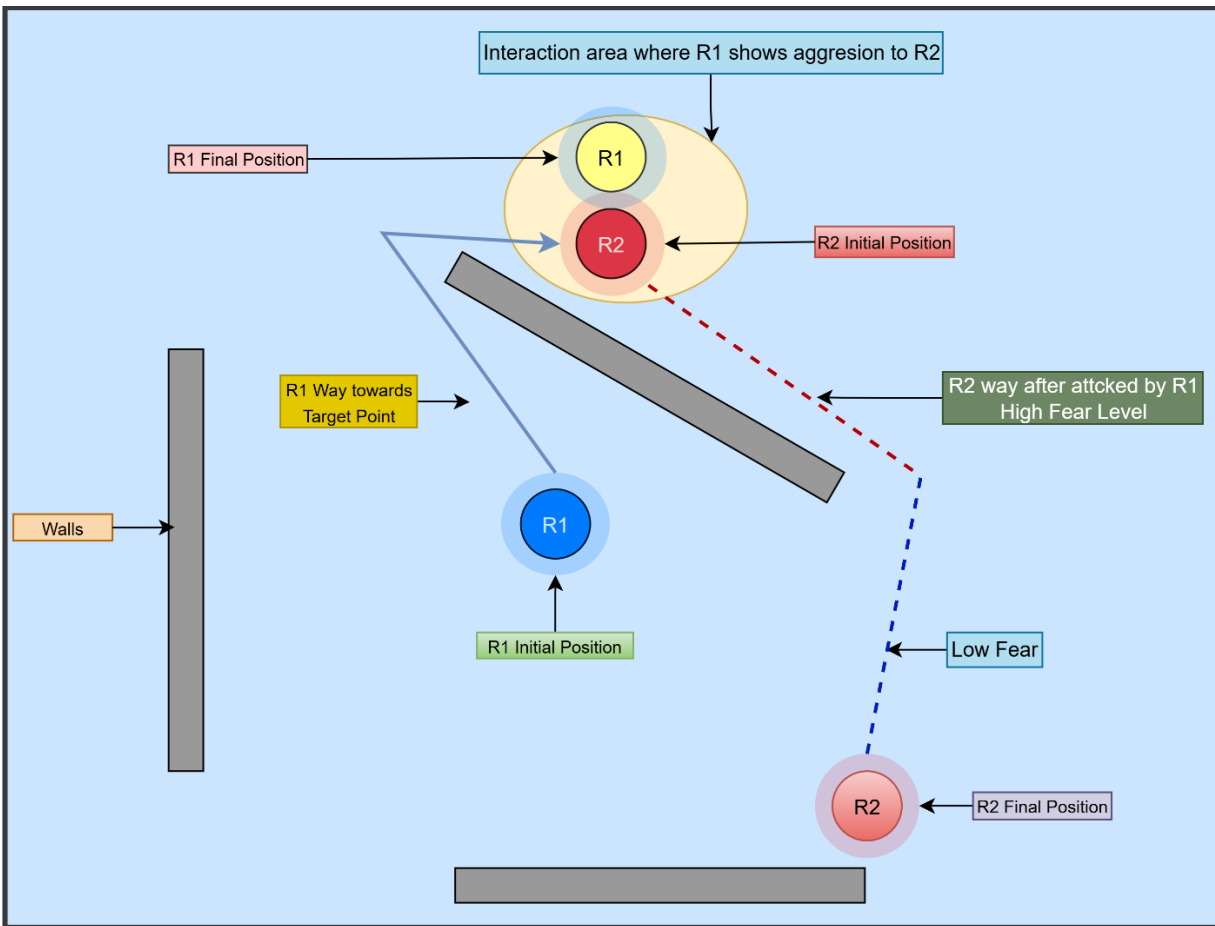 Interaction area where R1 shows aggresion to R2
R1
R1 Final Position
R2
R2 Initial Position
R1 Way towards
Target Point
R2 way after attcked by R1
High Fear Level
Walls
R1
R1 Initial Position
Low Fear
R2
R2 Final Position